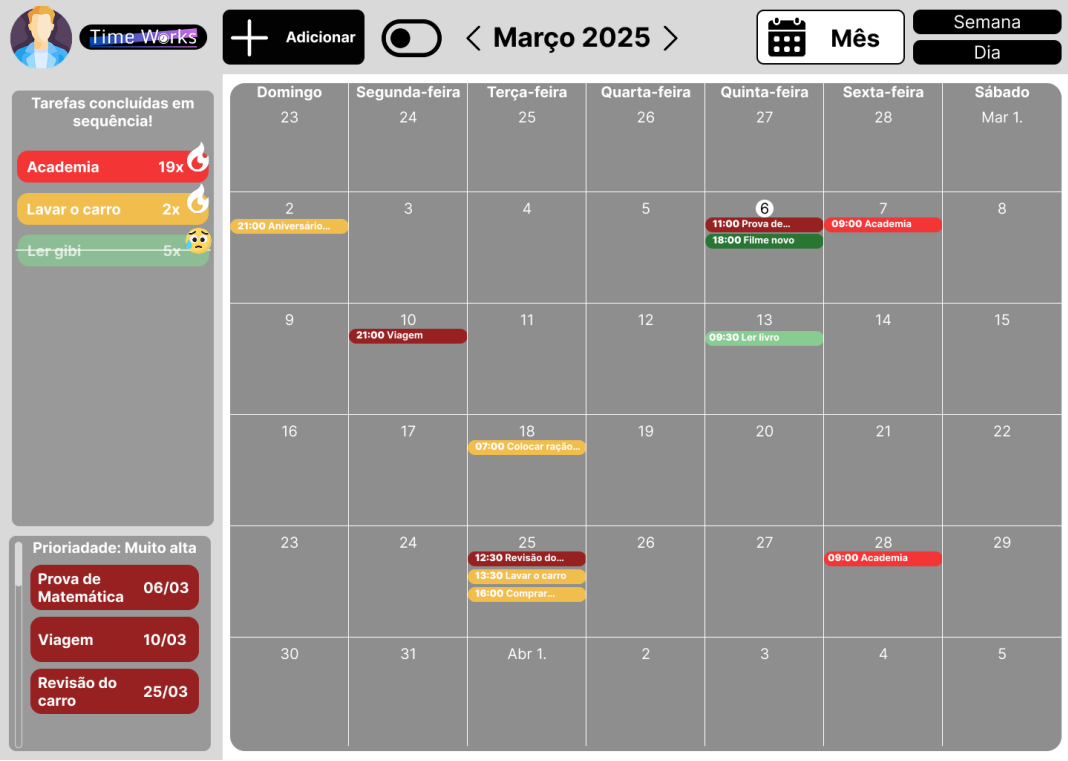 Time Works
Adicionar
Março 2025
Mês
Semana
Dia
Tarefas concluídas em
sequência!
Academia 19x
Lavar o carro 2x
Ler gibi 5x
Prioriadade: Muito alta
Prova de
Matemática 06/03
Viagem 10/03
Revisão do
carro 25/03
Domingo Segunda-feira Terça-feira Quarta-feira Quinta-feira Sexta-feira Sábado
23 24 25 26 27 28 Mar 1.
2 3 4 5 6 7 8
21:00 Aniversário... 11:00 Prova de... 09:00 Academia
18:00 Filme novo
9 10 11 12 13 14 15
21:00 Viagem 09:30 Ler livro
16 17 18 19 20 21 22
07:00 Colocar ração...
23 24 25 26 27 28 29
12:30 Revisão do... 09:00 Academia
13:30 Lavar o carro
16:00 Comprar...
30 31 Abr 1. 2 3 4 5